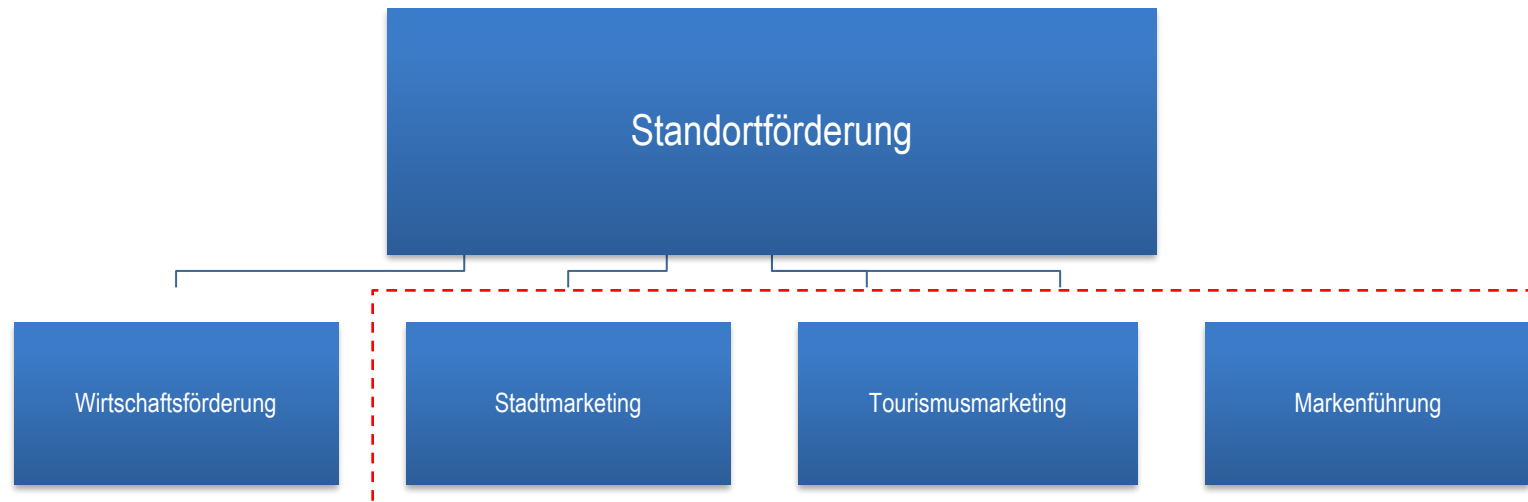 Standortförderung
Wirtschaftsförderung
Stadtmarketing
Tourismusmarketing
Markenführung